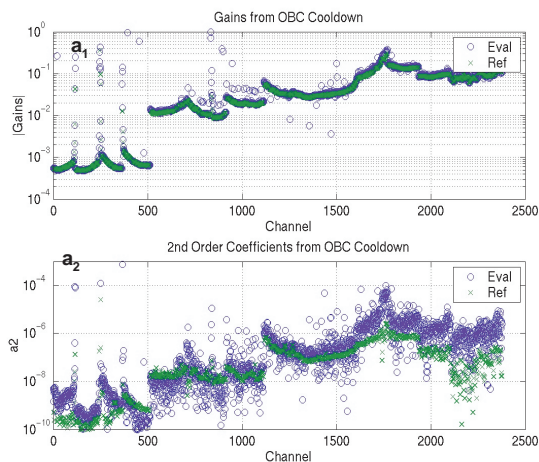 Gains from OBC Cooldown
a1
|Gains|
10^0
10^-1
10^-2
10^-3
10^-4
Eval
Ref
0 500 1000 1500 2000 2500
Channel
2nd Order Coefficients from OBC Cooldown
a2
a2
10^-4
10^-6
10^-8
10^-10
Eval
Ref
0 500 1000 1500 2000 2500
Channel